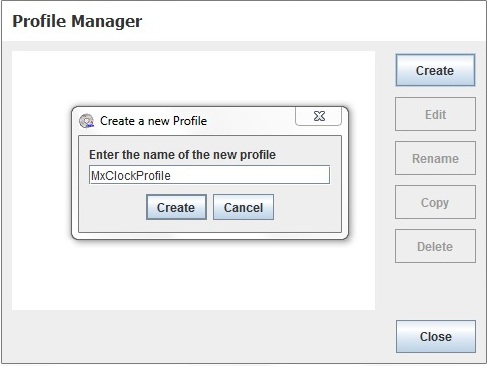 Profile Manager
Create
Create a new Profile
Edit
Enter the name of the new profile
Rename
MxClockProfile
Create Cancel
Copy
Delete
Close